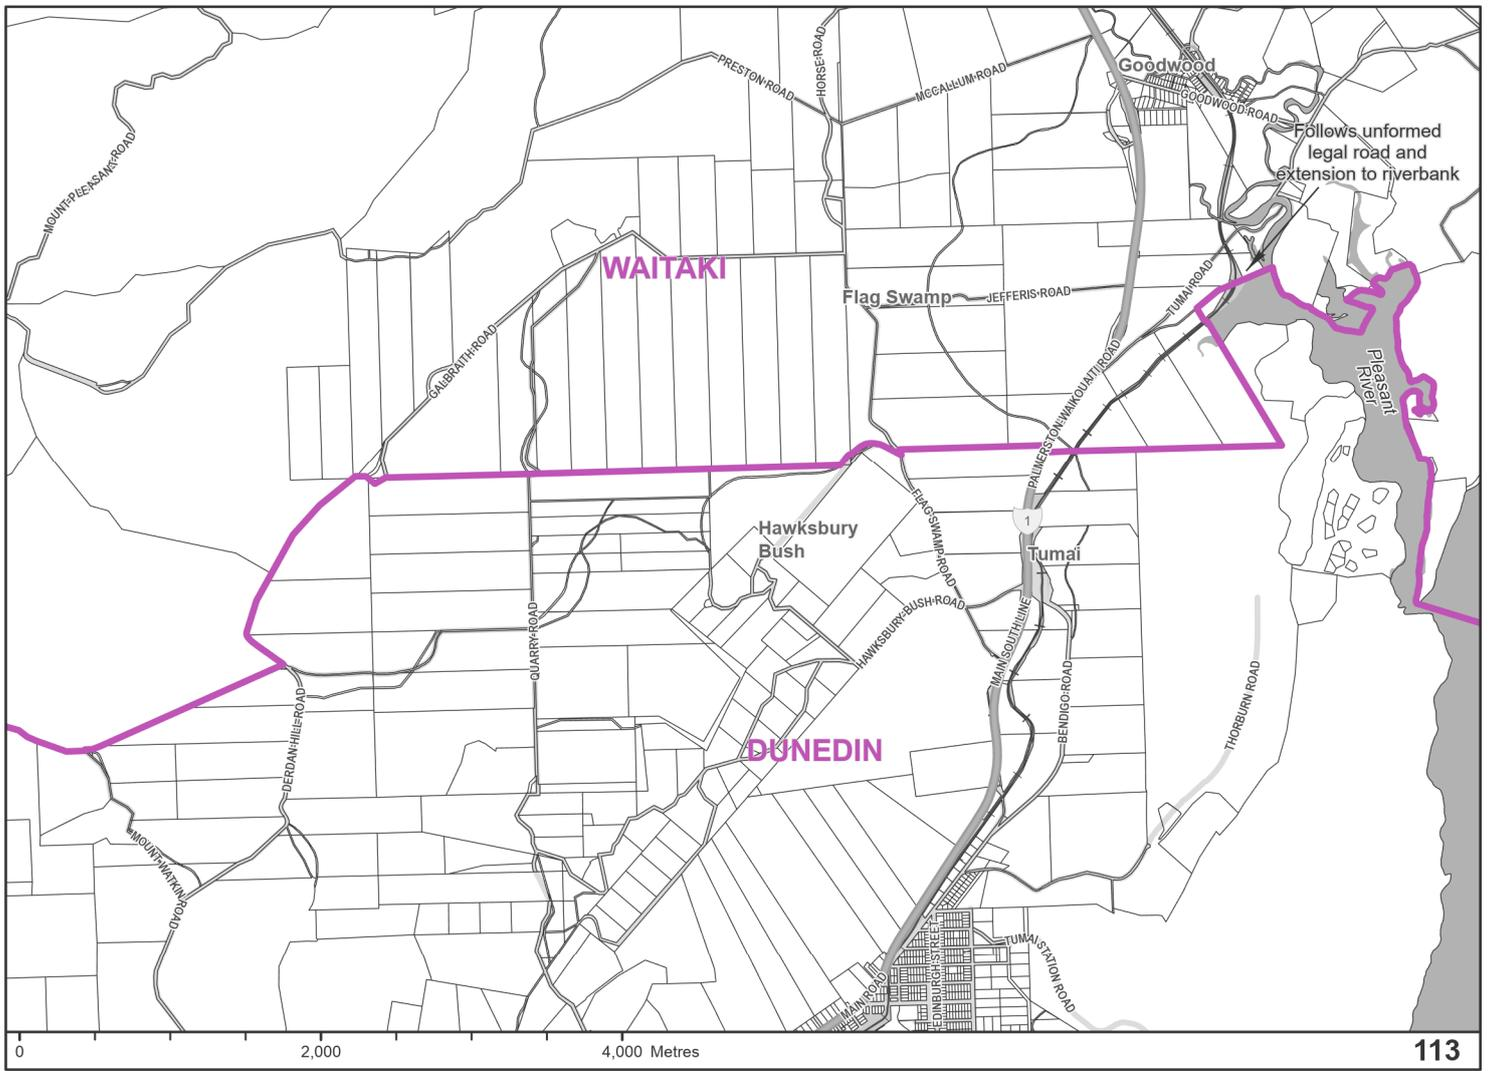 Goodwood
GOODWOOD ROAD
HORSE ROAD
PRESTON ROAD
MCCALLUM ROAD
MOUNT PLEASANT ROAD
Follows unformed
legal road and
extension to riverbank
WAITAKI
Flag Swamp
JEFFERIS ROAD
TUMAI ROAD
GALBRAITH ROAD
PALMERSTON-WAIKOUAITI ROAD
Pleasant
River
FLAG SWAMP ROAD
Hawksbury
Bush
1
Tumai
HAWKSBURY BUSH ROAD
QUARRY ROAD
MAIN SOUTH LINE
BENDIGO ROAD
THORBURN ROAD
DERDAN HILL ROAD
DUNEDIN
MOUNT WATKIN ROAD
EDINBURGH STREET
TUMAI STATION ROAD
MAIN ROAD
0
2,000
4,000 Metres
113